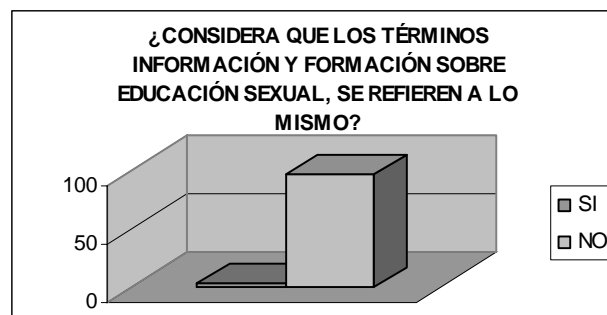 ¿CONSIDERA QUE LOS TÉRMINOS
INFORMACIÓN Y FORMACIÓN SOBRE
EDUCACIÓN SEXUAL, SE REFIEREN A LO
MISMO?
100
50
0
SI
NO